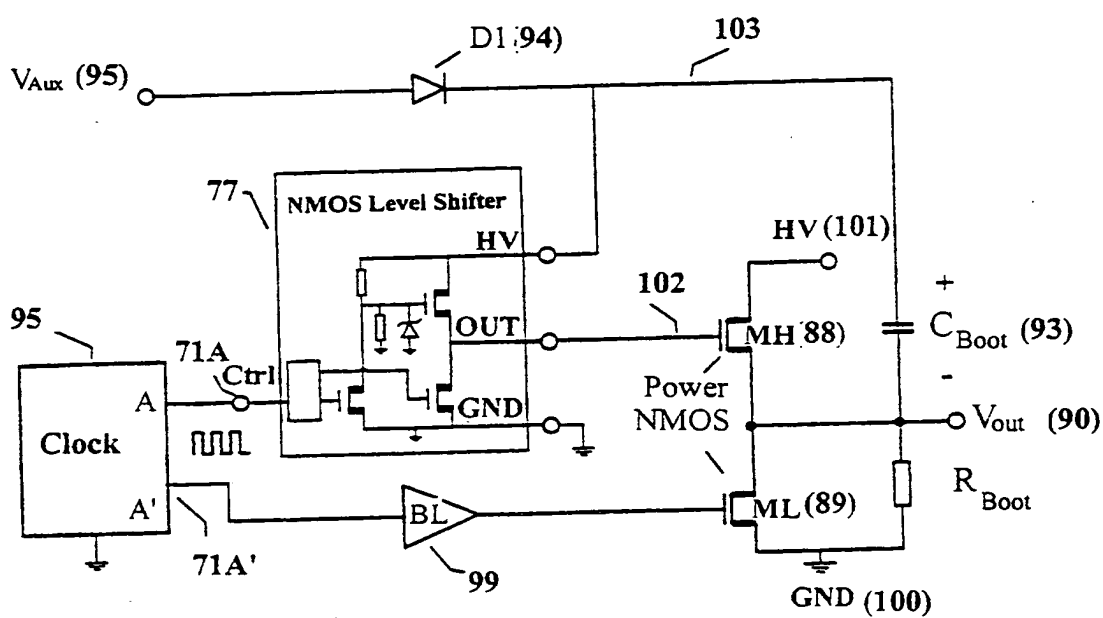 D1 (94)
103
VAux (95)
77
NMOS Level Shifter
HV
HV (101)
102
OUT
MH (88)
+
CBoot (93)
-
95
71A
Ctrl
A
Power
NMOS
GND
Vout (90)
Clock
RBoot
A'
BL
ML (89)
71A'
99
GND (100)